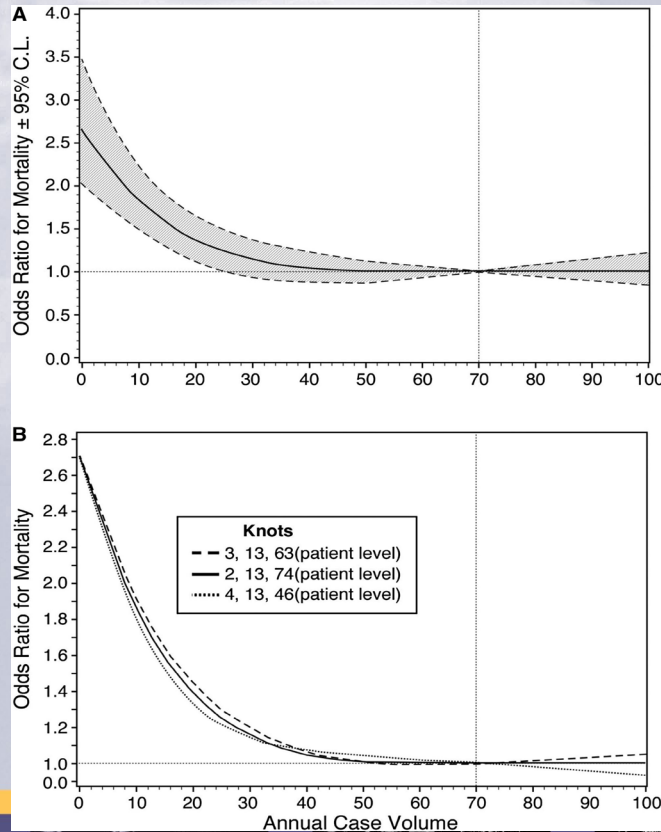 A
Odds Ratio for Mortality ± 95% C.L.
4.0
3.5
3.0
2.5
2.0
1.5
1.0
0.5
0.0
0 10 20 30 40 50 60 70 80 90 100
B
Odds Ratio for Mortality
2.8
2.6
2.4
2.2
2.0
1.8
1.6
1.4
1.2
1.0
0.0
Knots
3, 13, 63(patient level)
2, 13, 74(patient level)
4, 13, 46(patient level)
0 10 20 30 40 50 60 70 80 90 100
Annual Case Volume